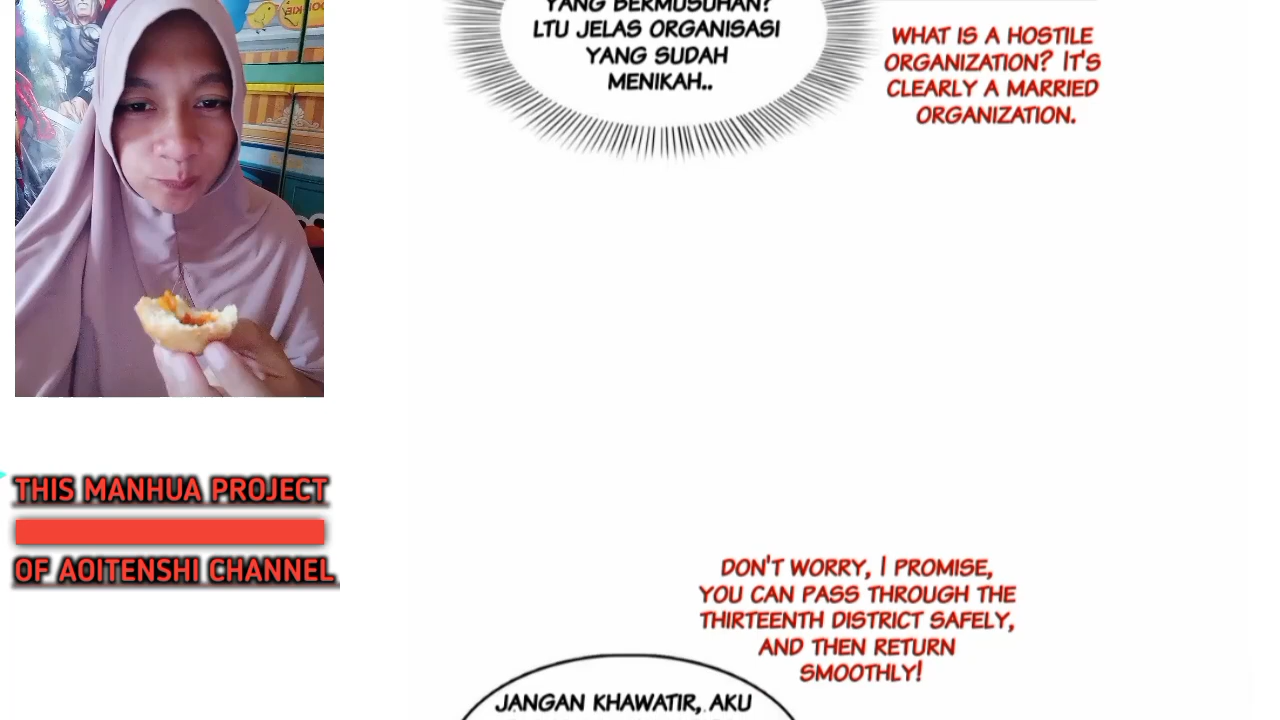 YANG BERMUSUHAN?
LTU JELAS ORGANISASI
YANG SUDAH
MENIKAH..
WHAT IS A HOSTILE
ORGANIZATION? IT'S
CLEARLY A MARRIED
ORGANIZATION.
THIS MANHUA PROJECT
OF AOITENSHI CHANNEL
DON'T WORRY, I PROMISE,
YOU CAN PASS THROUGH THE
THIRTEENTH DISTRICT SAFELY,
AND THEN RETURN
SMOOTHLY!
JANGAN KHAWATIR, AKU